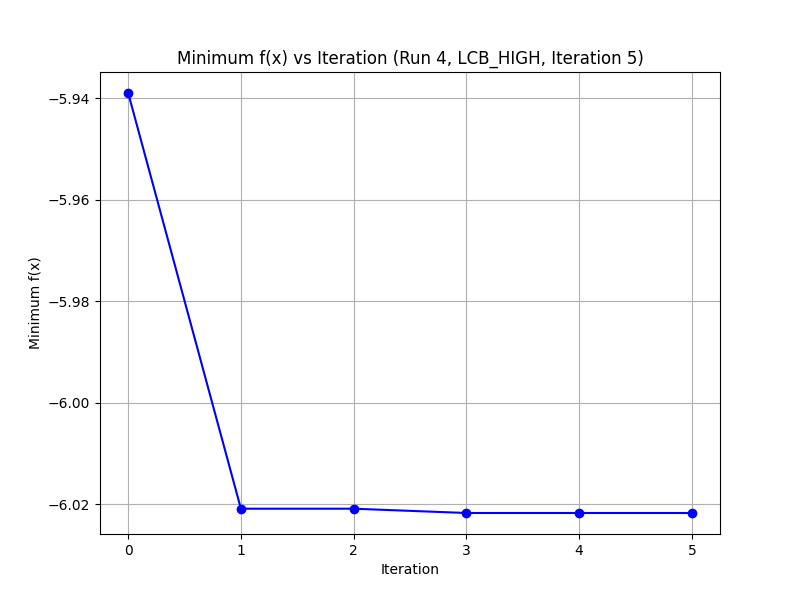 Minimum f(x) vs Iteration (Run 4, LCB_HIGH, Iteration 5)
Minimum f(x)
−5.94
−5.96
−5.98
−6.00
−6.02
0 1 2 3 4 5
Iteration